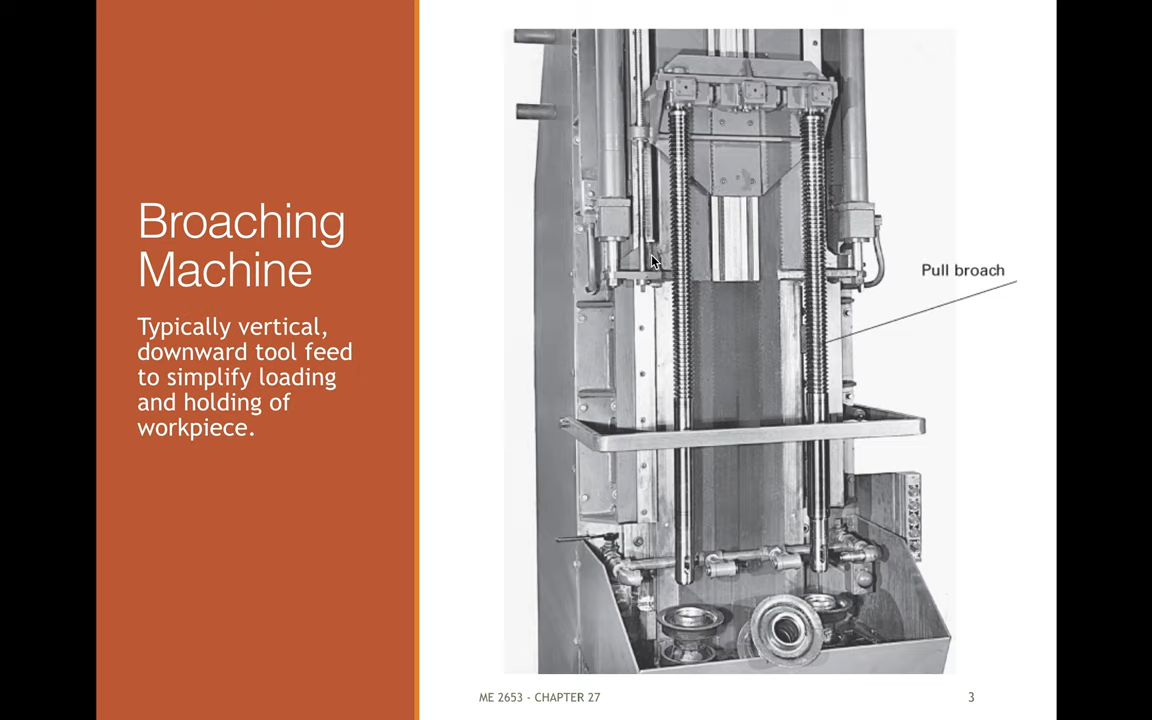 Broaching
Machine
Typically vertical,
downward tool feed
to simplify loading
and holding of
workpiece.
Pull broach
ME 2653 - CHAPTER 27
3